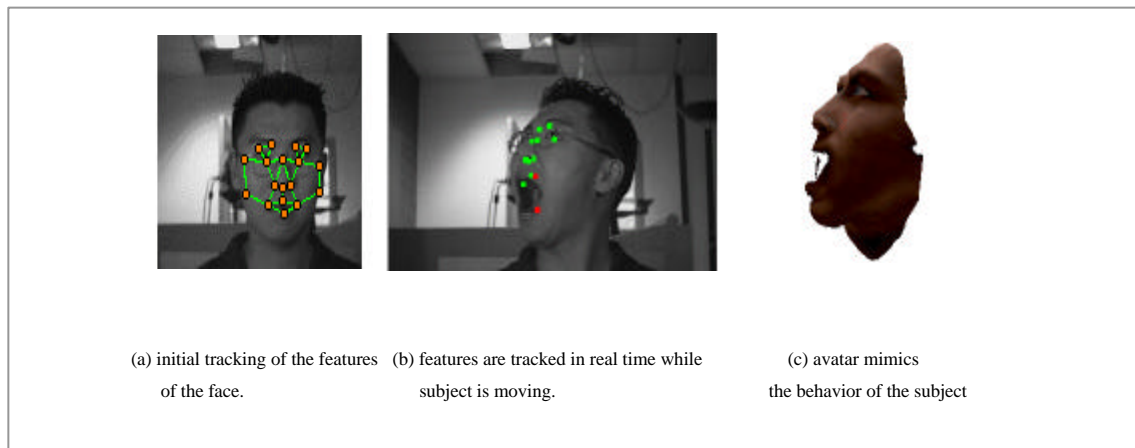 (a) initial tracking of the features
of the face.
(b) features are tracked in real time while
subject is moving.
(c) avatar mimics
the behavior of the subject